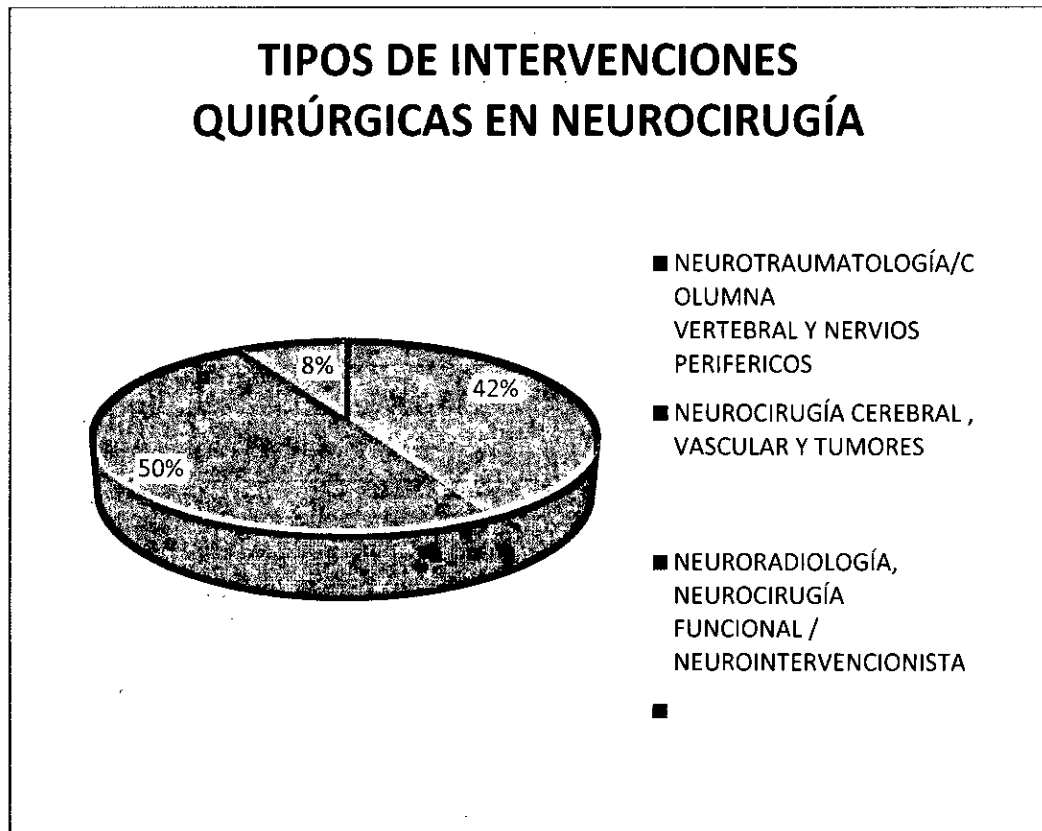 TIPOS DE INTERVENCIONES
QUIRÚRGICAS EN NEUROCIRUGÍA
8%
42%
50%
NEUROTRAUMATOLOGÍA/C
OLUMNA
VERTEBRAL Y NERVIOS
PERIFERICOS
NEUROCIRUGÍA CEREBRAL ,
VASCULAR Y TUMORES
NEURORADIOLOGÍA,
NEUROCIRUGÍA
FUNCIONAL /
NEUROINTERVENCIONISTA